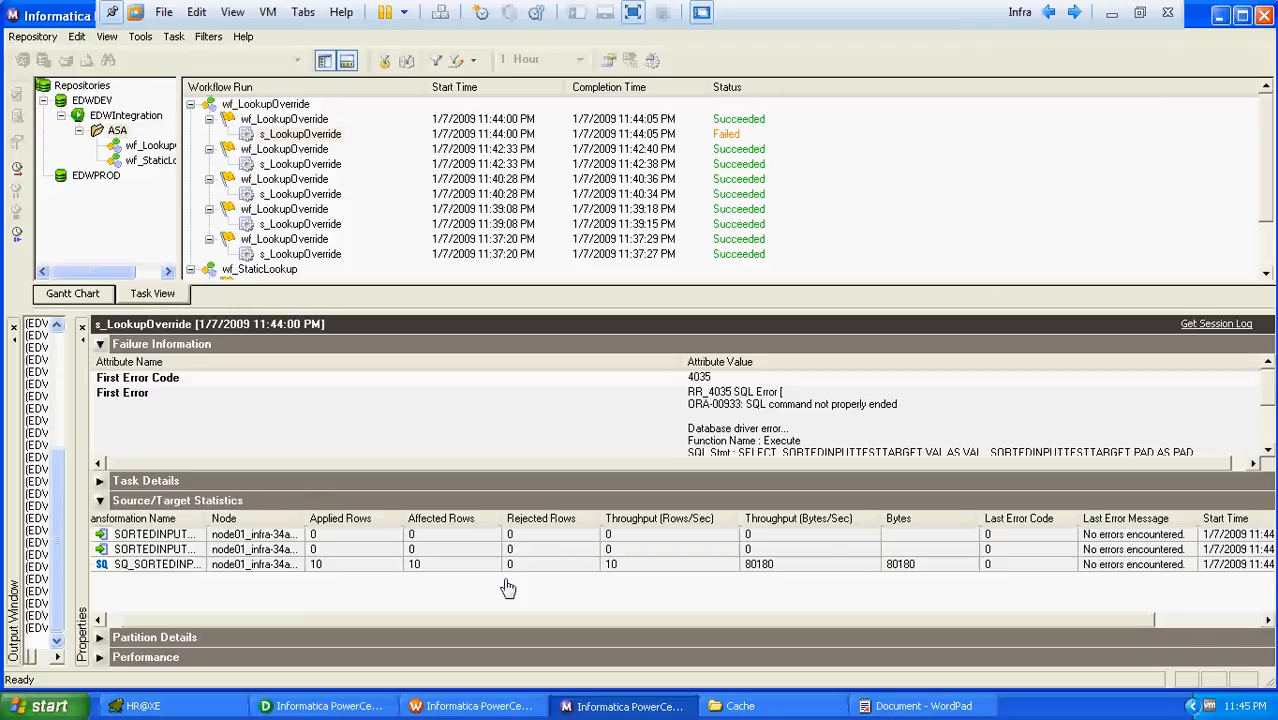 Informatica
File Edit View VM Tabs Help
Infra
Repository Edit View Tools Task Filters Help
1 Hour
Repositories
EDWDEV
EDWIntegration
ASA
wf_Lookup
wf_StaticLo
EDWPROD
Workflow Run Start Time Completion Time Status
wf_LookupOverride
wf_LookupOverride 1/7/2009 11:44:00 PM 1/7/2009 11:44:05 PM Succeeded
s_LookupOverride 1/7/2009 11:44:00 PM 1/7/2009 11:44:05 PM Failed
wf_LookupOverride 1/7/2009 11:42:33 PM 1/7/2009 11:42:40 PM Succeeded
s_LookupOverride 1/7/2009 11:42:33 PM 1/7/2009 11:42:38 PM Succeeded
wf_LookupOverride 1/7/2009 11:40:28 PM 1/7/2009 11:40:36 PM Succeeded
s_LookupOverride 1/7/2009 11:40:28 PM 1/7/2009 11:40:34 PM Succeeded
wf_LookupOverride 1/7/2009 11:39:08 PM 1/7/2009 11:39:18 PM Succeeded
s_LookupOverride 1/7/2009 11:39:08 PM 1/7/2009 11:39:15 PM Succeeded
wf_LookupOverride 1/7/2009 11:37:20 PM 1/7/2009 11:37:29 PM Succeeded
s_LookupOverride 1/7/2009 11:37:20 PM 1/7/2009 11:37:27 PM Succeeded
wf_StaticLookup
Gantt Chart Task View
s_LookupOverride [1/7/2009 11:44:00 PM] Get Session Log
Failure Information
Attribute Name Attribute Value
First Error Code 4035
First Error RR_4035 SQL Error [
ORA-00933: SQL command not properly ended
Database driver error...
Function Name : Execute
SQL Stmt : SELECT SORTEDINPUTTESTTARGET.VAL AS VAL, SORTEDINPUTTESTTARGET.PAD AS PAD
Task Details
Source/Target Statistics
ansformation Name Node Applied Rows Affected Rows Rejected Rows Throughput (Rows/Sec) Throughput (Bytes/Sec) Bytes Last Error Code Last Error Message Start Time
SORTEDINPUT... node01_infra-34a... 0 0 0 0 0 0 No errors encountered. 1/7/2009 11:44
SORTEDINPUT... node01_infra-34a... 0 0 0 0 0 0 No errors encountered. 1/7/2009 11:44
SQ SQ_SORTEDINP... node01_infra-34a... 10 10 0 10 80180 80180 0 No errors encountered. 1/7/2009 11:44
Partition Details
Performance
Output Window
Properties
Ready
start HR@XE Informatica PowerCe... Informatica PowerCe... Informatica PowerCe... Cache Document - WordPad 11:45 PM